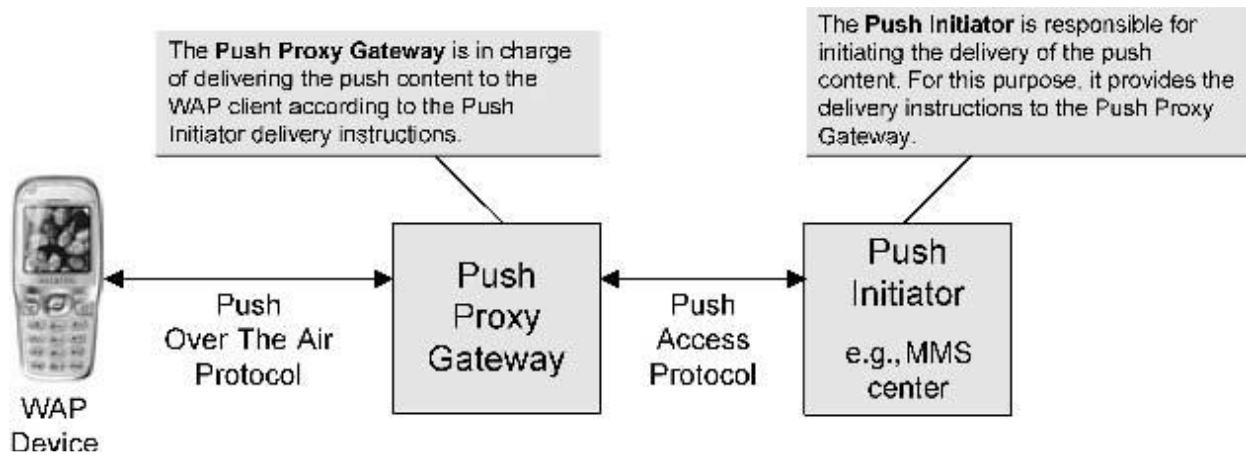 The Push Proxy Gateway is in charge
of delivering the push content to the
WAP client according to the Push
Initiator delivery instructions.
The Push Initiator is responsible for
initiating the delivery of the push
content. For this purpose, it provides the
delivery instructions to the Push Proxy
Gateway.
WAP
Device
Push
Over The Air
Protocol
Push
Proxy
Gateway
Push
Access
Protocol
Push
Initiator
e.g., MMS
center